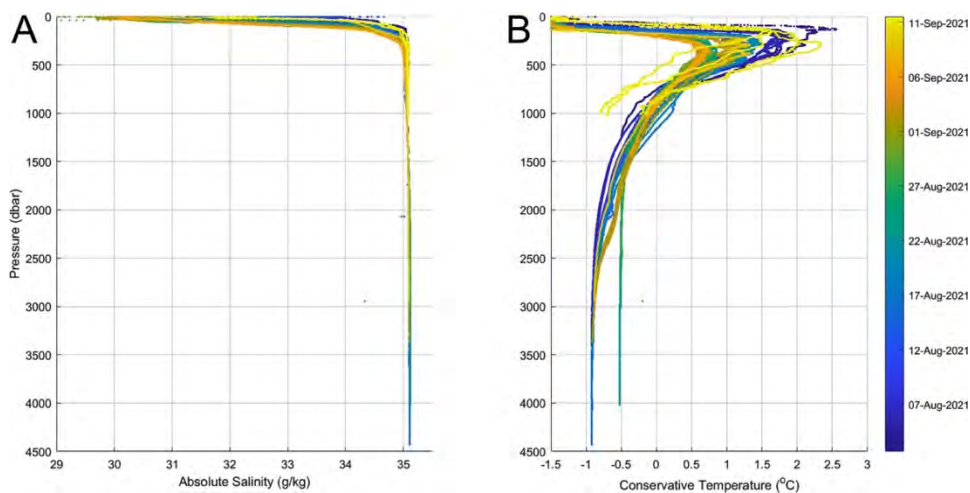 A
B
0
500
1000
1500
2000
2500
3000
3500
4000
4500
Pressure (dbar)
29 30 31 32 33 34 35
Absolute Salinity (g/kg)
0
500
1000
1500
2000
2500
3000
3500
4000
4500
-1.5 -1 -0.5 0 0.5 1 1.5 2 2.5 3
Conservative Temperature (°C)
11-Sep-2021
06-Sep-2021
01-Sep-2021
27-Aug-2021
22-Aug-2021
17-Aug-2021
12-Aug-2021
07-Aug-2021